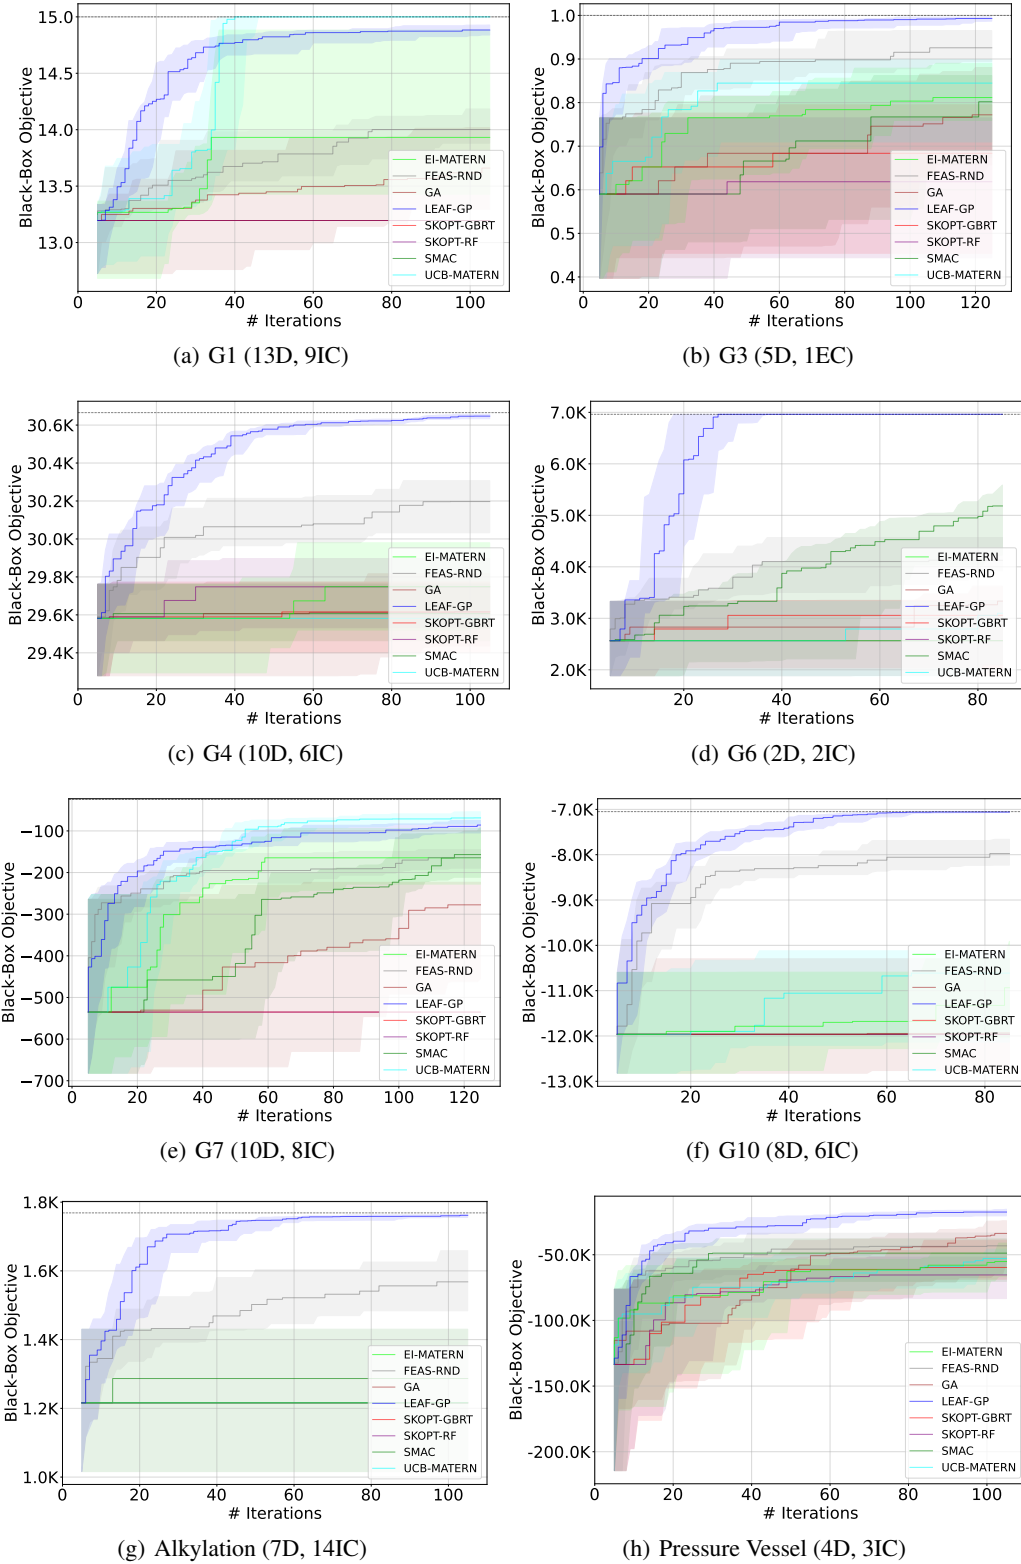 15.0
14.5
14.0
13.5
13.0
Black-Box Objective
0 20 40 60 80 100
# Iterations
EI-MATERN
FEAS-RND
GA
LEAF-GP
SKOPT-GBRT
SKOPT-RF
SMAC
UCB-MATERN
(a) G1 (13D, 9IC)
1.0
0.9
0.8
0.7
0.6
0.5
0.4
Black-Box Objective
0 20 40 60 80 100 120
# Iterations
EI-MATERN
FEAS-RND
GA
LEAF-GP
SKOPT-GBRT
SKOPT-RF
SMAC
UCB-MATERN
(b) G3 (5D, 1EC)
30.6K
30.4K
30.2K
30.0K
29.8K
29.6K
29.4K
Black-Box Objective
0 20 40 60 80 100
# Iterations
EI-MATERN
FEAS-RND
GA
LEAF-GP
SKOPT-GBRT
SKOPT-RF
SMAC
UCB-MATERN
(c) G4 (10D, 6IC)
7.0K
6.0K
5.0K
4.0K
3.0K
2.0K
Black-Box Objective
20 40 60 80
# Iterations
EI-MATERN
FEAS-RND
GA
LEAF-GP
SKOPT-GBRT
SKOPT-RF
SMAC
UCB-MATERN
(d) G6 (2D, 2IC)
−100
−200
−300
−400
−500
−600
−700
Black-Box Objective
0 20 40 60 80 100 120
# Iterations
EI-MATERN
FEAS-RND
GA
LEAF-GP
SKOPT-GBRT
SKOPT-RF
SMAC
UCB-MATERN
(e) G7 (10D, 8IC)
-7.0K
-8.0K
-9.0K
-10.0K
-11.0K
-12.0K
-13.0K
Black-Box Objective
20 40 60 80
# Iterations
EI-MATERN
FEAS-RND
GA
LEAF-GP
SKOPT-GBRT
SKOPT-RF
SMAC
UCB-MATERN
(f) G10 (8D, 6IC)
1.8K
1.6K
1.4K
1.2K
1.0K
Black-Box Objective
0 20 40 60 80 100
# Iterations
EI-MATERN
FEAS-RND
GA
LEAF-GP
SKOPT-GBRT
SKOPT-RF
SMAC
UCB-MATERN
(g) Alkylation (7D, 14IC)
-50.0K
-100.0K
-150.0K
-200.0K
Black-Box Objective
0 20 40 60 80 100
# Iterations
EI-MATERN
FEAS-RND
GA
LEAF-GP
SKOPT-GBRT
SKOPT-RF
SMAC
UCB-MATERN
(h) Pressure Vessel (4D, 3IC)